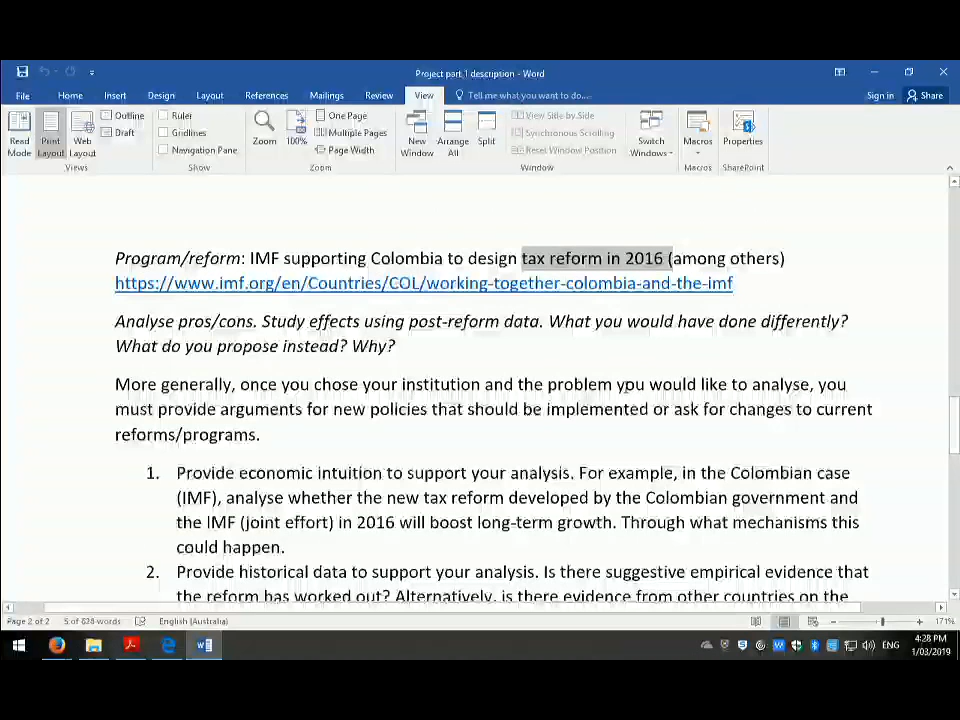 Project part 1 description - Word
File Home Insert Design Layout References Mailings Review View Tell me what you want to do... Sign in Share
Read Mode
Print Layout
Web Layout
Outline
Draft
Views
Ruler
Gridlines
Navigation Pane
Show
Zoom
100%
One Page
Multiple Pages
Page Width
Zoom
New Window
Arrange All
Split
View Side by Side
Synchronous Scrolling
Reset Window Position
Window
Switch Windows
Macros
Macros
Properties
SharePoint
Program/reform: IMF supporting Colombia to design tax reform in 2016 (among others)
https://www.imf.org/en/Countries/COL/working-together-colombia-and-the-imf
Analyse pros/cons. Study effects using post-reform data. What you would have done differently?
What do you propose instead? Why?
More generally, once you chose your institution and the problem you would like to analyse, you
must provide arguments for new policies that should be implemented or ask for changes to current
reforms/programs.
1. Provide economic intuition to support your analysis. For example, in the Colombian case
(IMF), analyse whether the new tax reform developed by the Colombian government and
the IMF (joint effort) in 2016 will boost long-term growth. Through what mechanisms this
could happen.
2. Provide historical data to support your analysis. Is there suggestive empirical evidence that
the reform has worked out? Alternatively, is there evidence from other countries on the
Page 2 of 2 5 of 628 words English (Australia) 171%
ENG
4:28 PM
1/03/2019